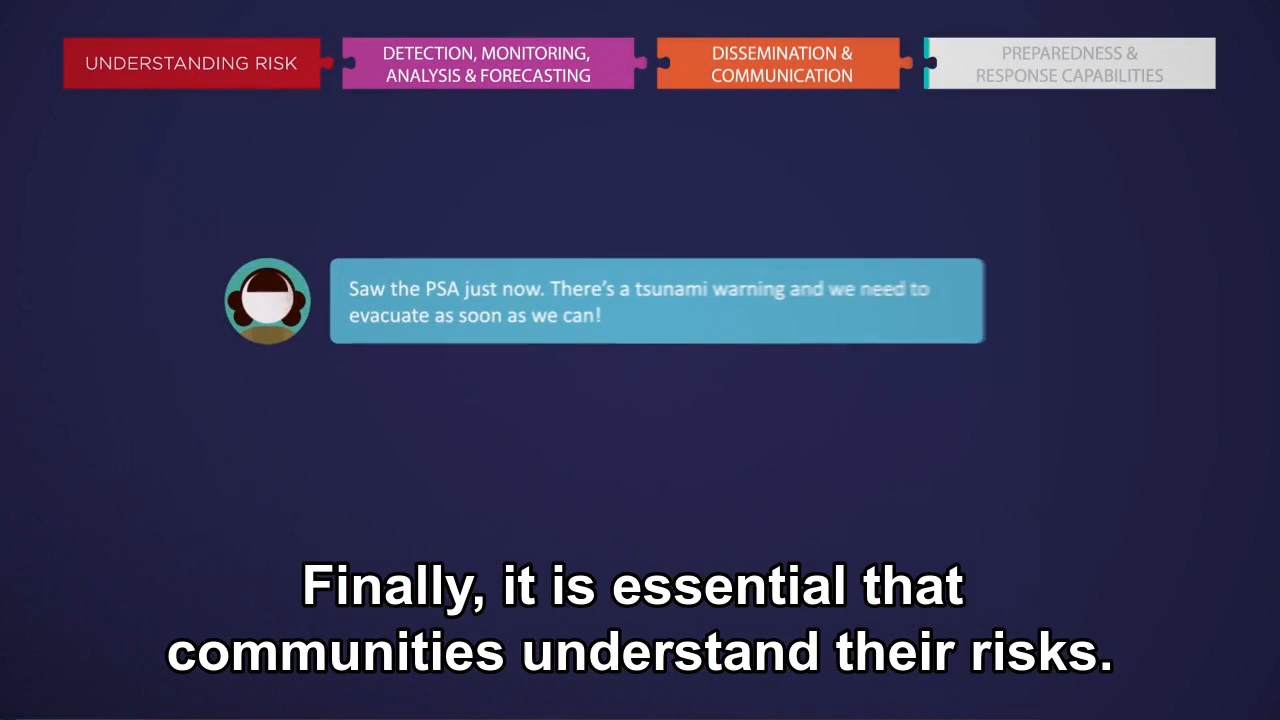 UNDERSTANDING RISK
DETECTION, MONITORING,
ANALYSIS & FORECASTING
DISSEMINATION &
COMMUNICATION
PREPAREDNESS &
RESPONSE CAPABILITIES
Saw the PSA just now. There's a tsunami warning and we need to
evacuate as soon as we can!
Finally, it is essential that
communities understand their risks.